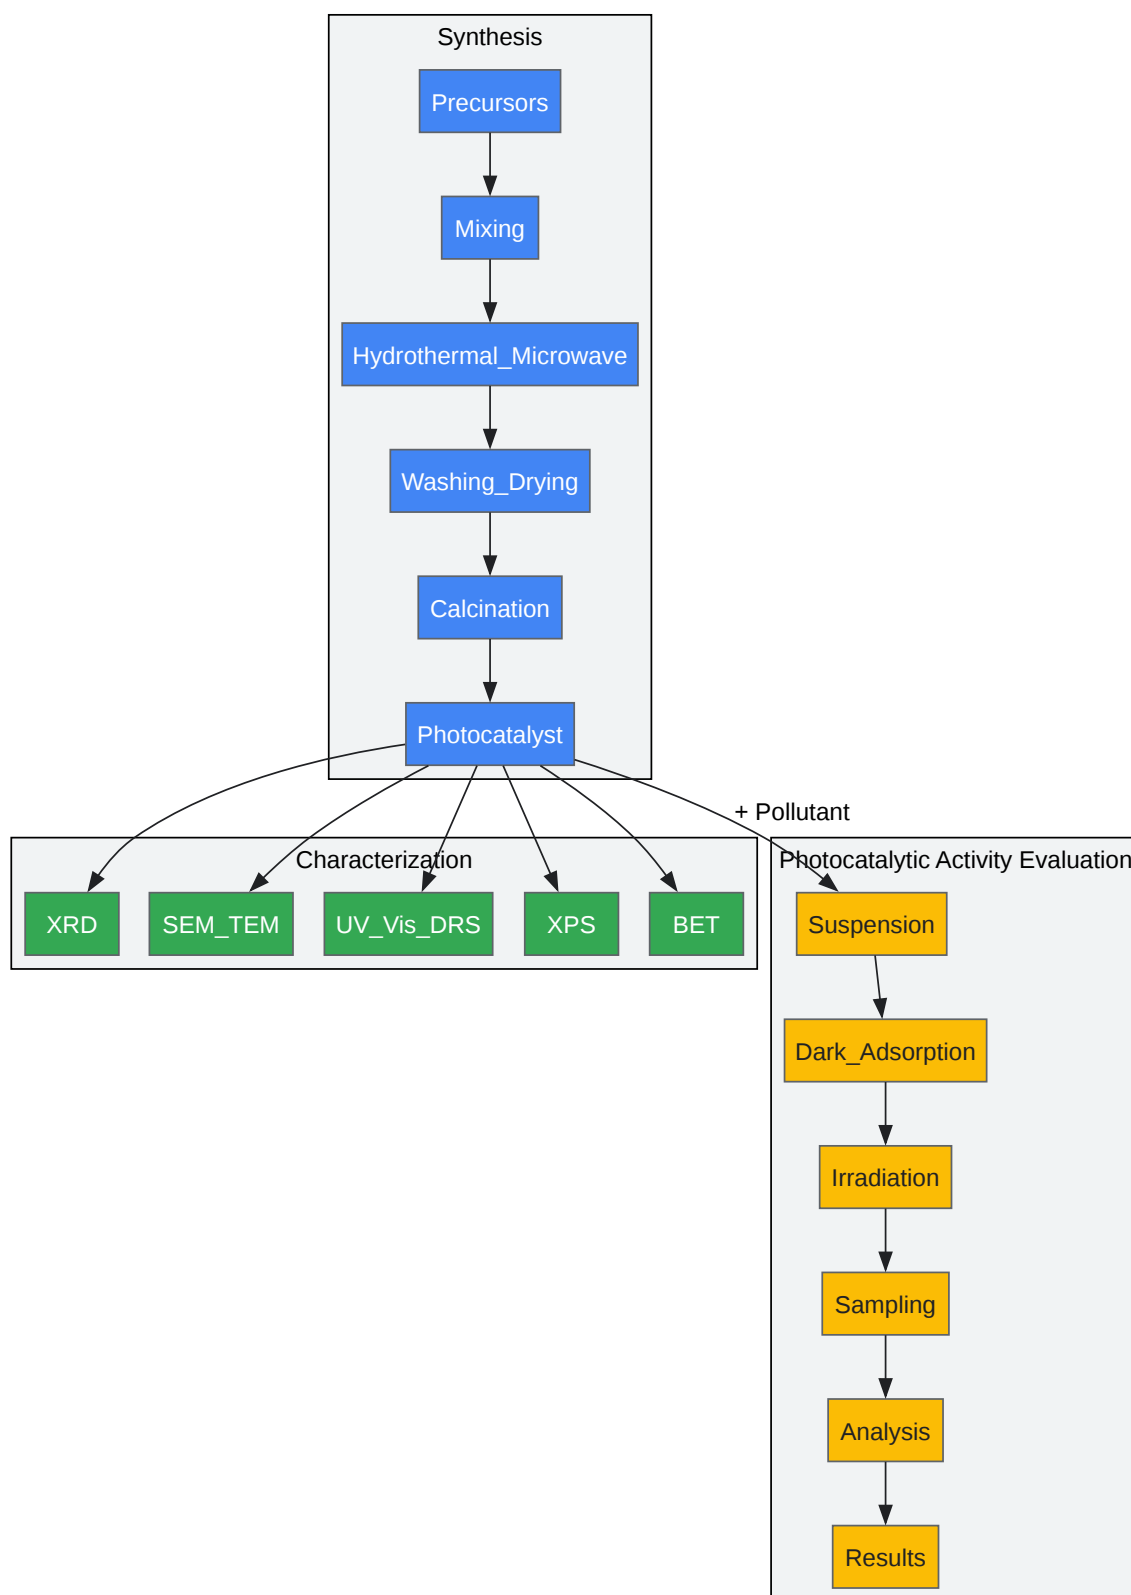 Synthesis
Precursors
Mixing
Hydrothermal_Microwave
Washing_Drying
Calcination
Photocatalyst
+ Pollutant
Characterization
XRD
SEM_TEM
UV_Vis_DRS
XPS
BET
Photocatalytic Activity Evaluation
Suspension
Dark_Adsorption
Irradiation
Sampling
Analysis
Results